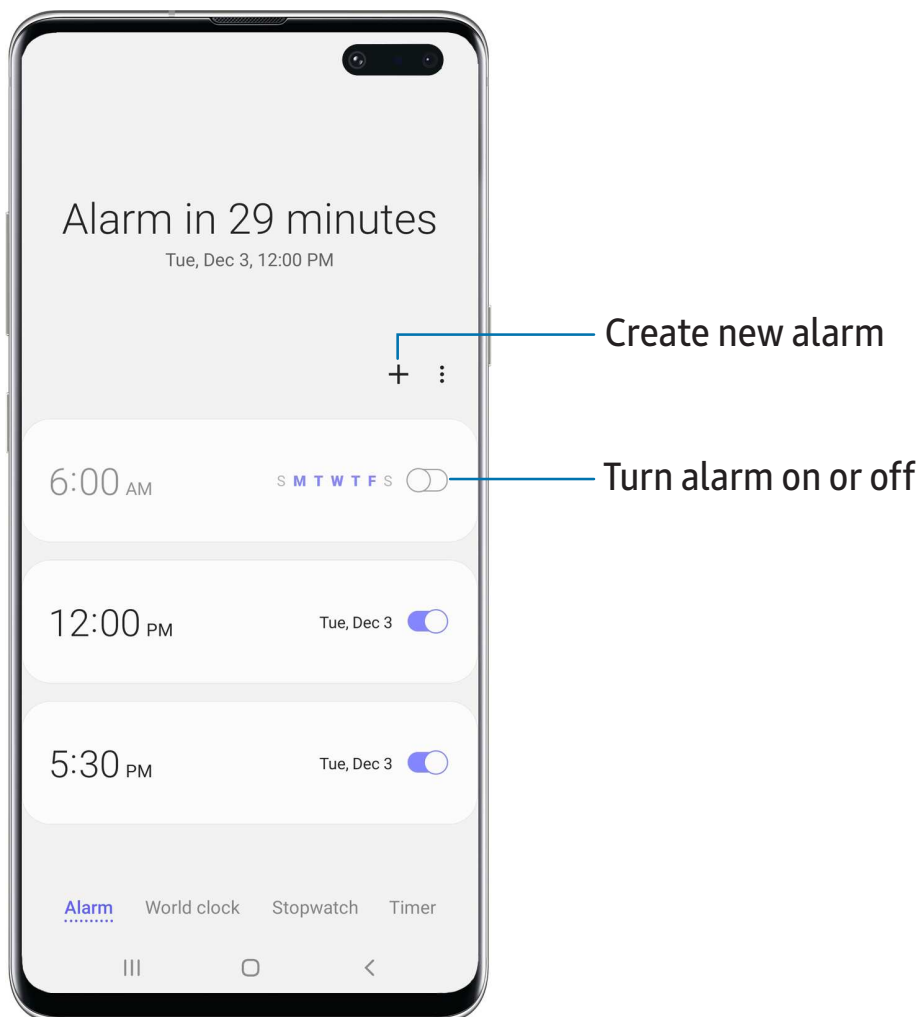 Alarm in 29 minutes
Tue, Dec 3, 12:00 PM
Create new alarm
6:00 AM S M T W T F S
Turn alarm on or off
12:00 PM Tue, Dec 3
5:30 PM Tue, Dec 3
Alarm World clock Stopwatch Timer